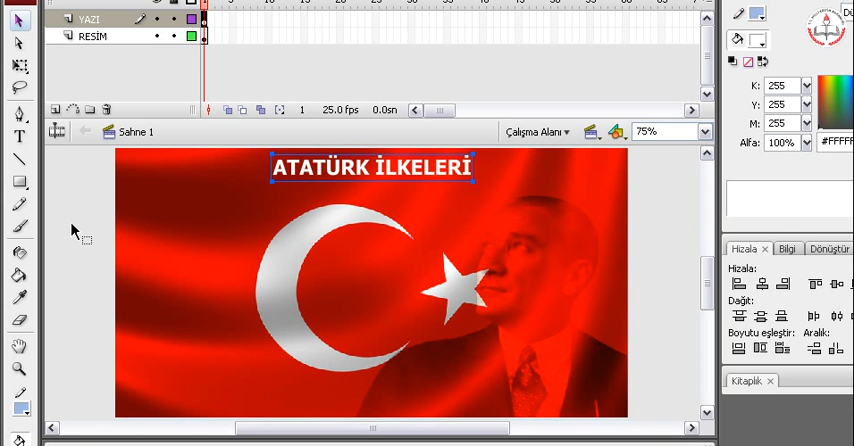 YAZI
RESİM
1 25.0 fps 0.0sn
Sahne 1 Çalışma Alanı 75%
ATATÜRK İLKELERİ
K: 255
Y: 255
M: 255
Alfa: 100% #FFFFF
Hizala Bilgi Dönüştür
Hizala:
Dağıt:
Boyutu eşleştir: Aralık:
Kitaplık